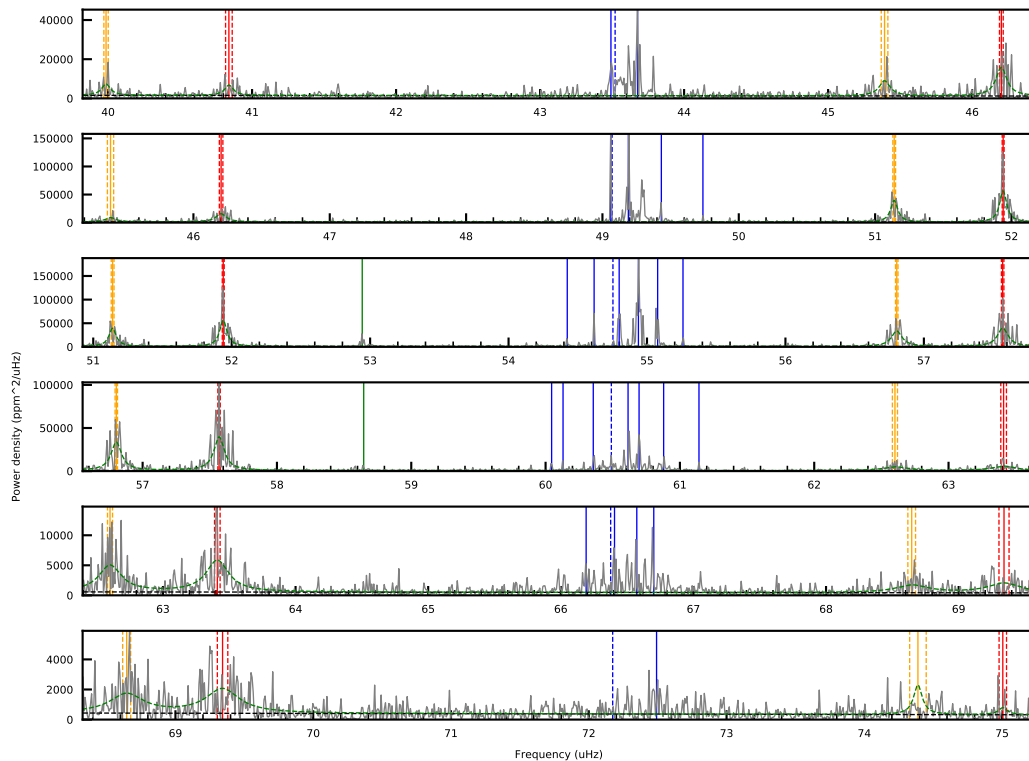 40000
20000
0
40 41 42 43 44 45 46
150000
100000
50000
0
46 47 48 49 50 51 52
150000
100000
50000
0
51 52 53 54 55 56 57
Power density (ppm^2/uHz)
100000
50000
0
57 58 59 60 61 62 63
10000
5000
0
63 64 65 66 67 68 69
4000
2000
0
69 70 71 72 73 74 75
Frequency (uHz)